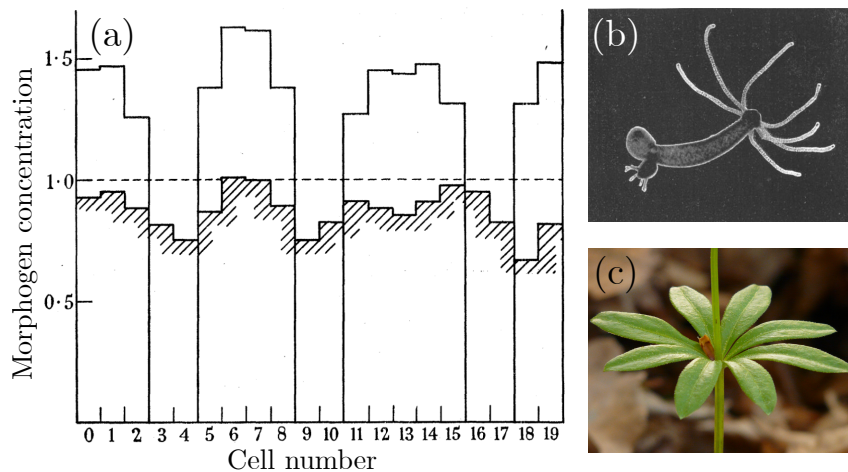 (a)
Morphogen concentration
1·5
1·0
0·5
0 1 2 3 4 5 6 7 8 9 10 11 12 13 14 15 16 17 18 19
Cell number
(b)
(c)